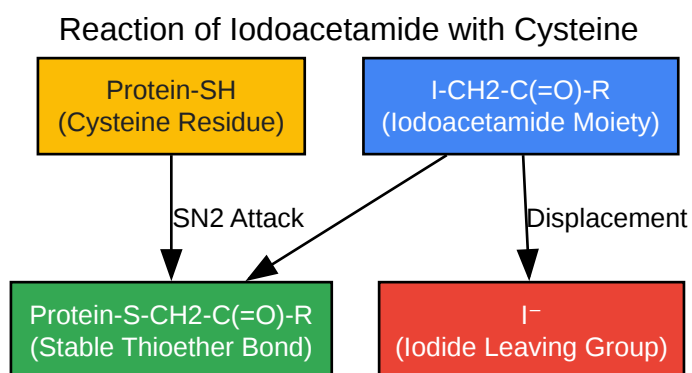 Reaction of Iodoacetamide with Cysteine
Protein-SH
(Cysteine Residue)
I-CH2-C(=O)-R
(Iodoacetamide Moiety)
SN2 Attack
Displacement
Protein-S-CH2-C(=O)-R
(Stable Thioether Bond)
I⁻
(Iodide Leaving Group)